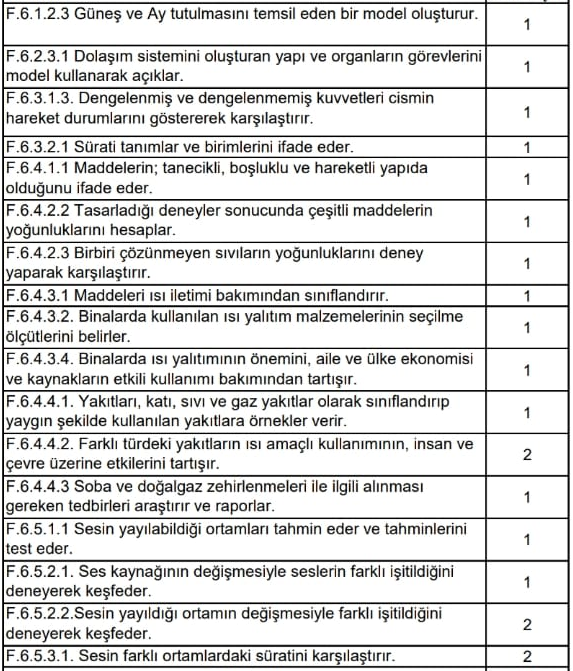 F.6.1.2.3 Güneş ve Ay tutulmasını temsil eden bir model oluşturur.
1
F.6.2.3.1 Dolaşım sistemini oluşturan yapı ve organların görevlerini
model kullanarak açıklar.
1
F.6.3.1.3. Dengelenmiş ve dengelenmemiş kuvvetleri cismin
hareket durumlarını göstererek karşılaştırır.
1
F.6.3.2.1 Sürati tanımlar ve birimlerini ifade eder.
1
F.6.4.1.1 Maddelerin; tanecikli, boşluklu ve hareketli yapıda
olduğunu ifade eder.
1
F.6.4.2.2 Tasarladığı deneyler sonucunda çeşitli maddelerin
yoğunluklarını hesaplar.
1
F.6.4.2.3 Birbiri çözünmeyen sıvıların yoğunluklarını deney
yaparak karşılaştırır.
1
F.6.4.3.1 Maddeleri ısı iletimi bakımından sınıflandırır.
1
F.6.4.3.2. Binalarda kullanılan ısı yalıtım malzemelerinin seçilme
ölçütlerini belirler.
1
F.6.4.3.4. Binalarda ısı yalıtımının önemini, aile ve ülke ekonomisi
ve kaynakların etkili kullanımı bakımından tartışır.
1
F.6.4.4.1. Yakıtları, katı, sıvı ve gaz yakıtlar olarak sınıflandırıp
yaygın şekilde kullanılan yakıtlara örnekler verir.
1
F.6.4.4.2. Farklı türdeki yakıtların ısı amaçlı kullanımının, insan ve
çevre üzerine etkilerini tartışır.
2
F.6.4.4.3 Soba ve doğalgaz zehirlenmeleri ile ilgili alınması
gereken tedbirleri araştırır ve raporlar.
1
F.6.5.1.1 Sesin yayılabildiği ortamları tahmin eder ve tahminlerini
test eder.
1
F.6.5.2.1. Ses kaynağının değişmesiyle seslerin farklı işitildiğini
deneyerek keşfeder.
1
F.6.5.2.2.Sesin yayıldığı ortamın değişmesiyle farklı işitildiğini
deneyerek keşfeder.
2
F.6.5.3.1. Sesin farklı ortamlardaki süratini karşılaştırır.
2